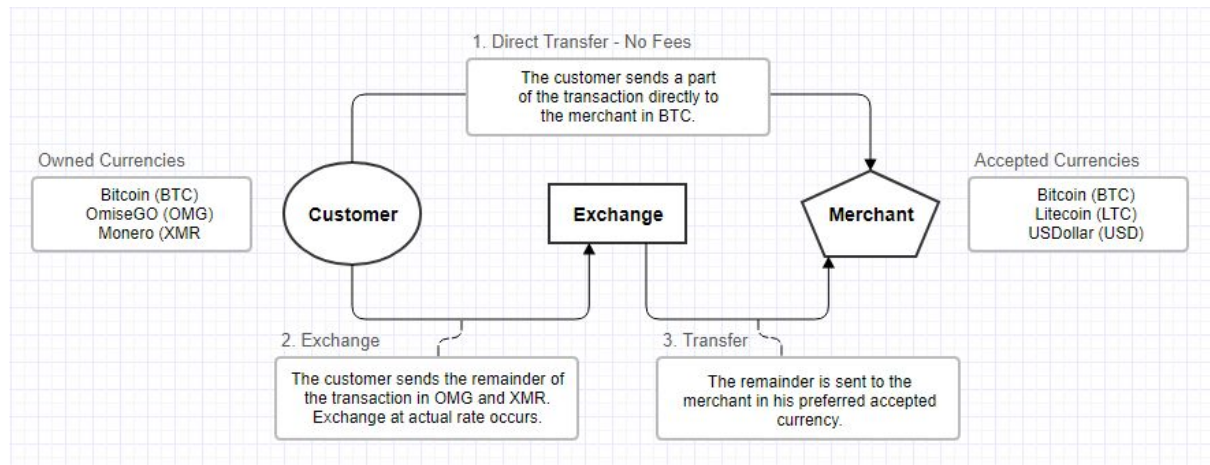 1. Direct Transfer - No Fees
The customer sends a part
of the transaction directly to
the merchant in BTC.
Owned Currencies
Bitcoin (BTC)
OmiseGO (OMG)
Monero (XMR
Customer
Exchange
Merchant
Accepted Currencies
Bitcoin (BTC)
Litecoin (LTC)
USDollar (USD)
2. Exchange
The customer sends the remainder of
the transaction in OMG and XMR.
Exchange at actual rate occurs.
3. Transfer
The remainder is sent to the
merchant in his preferred accepted
currency.